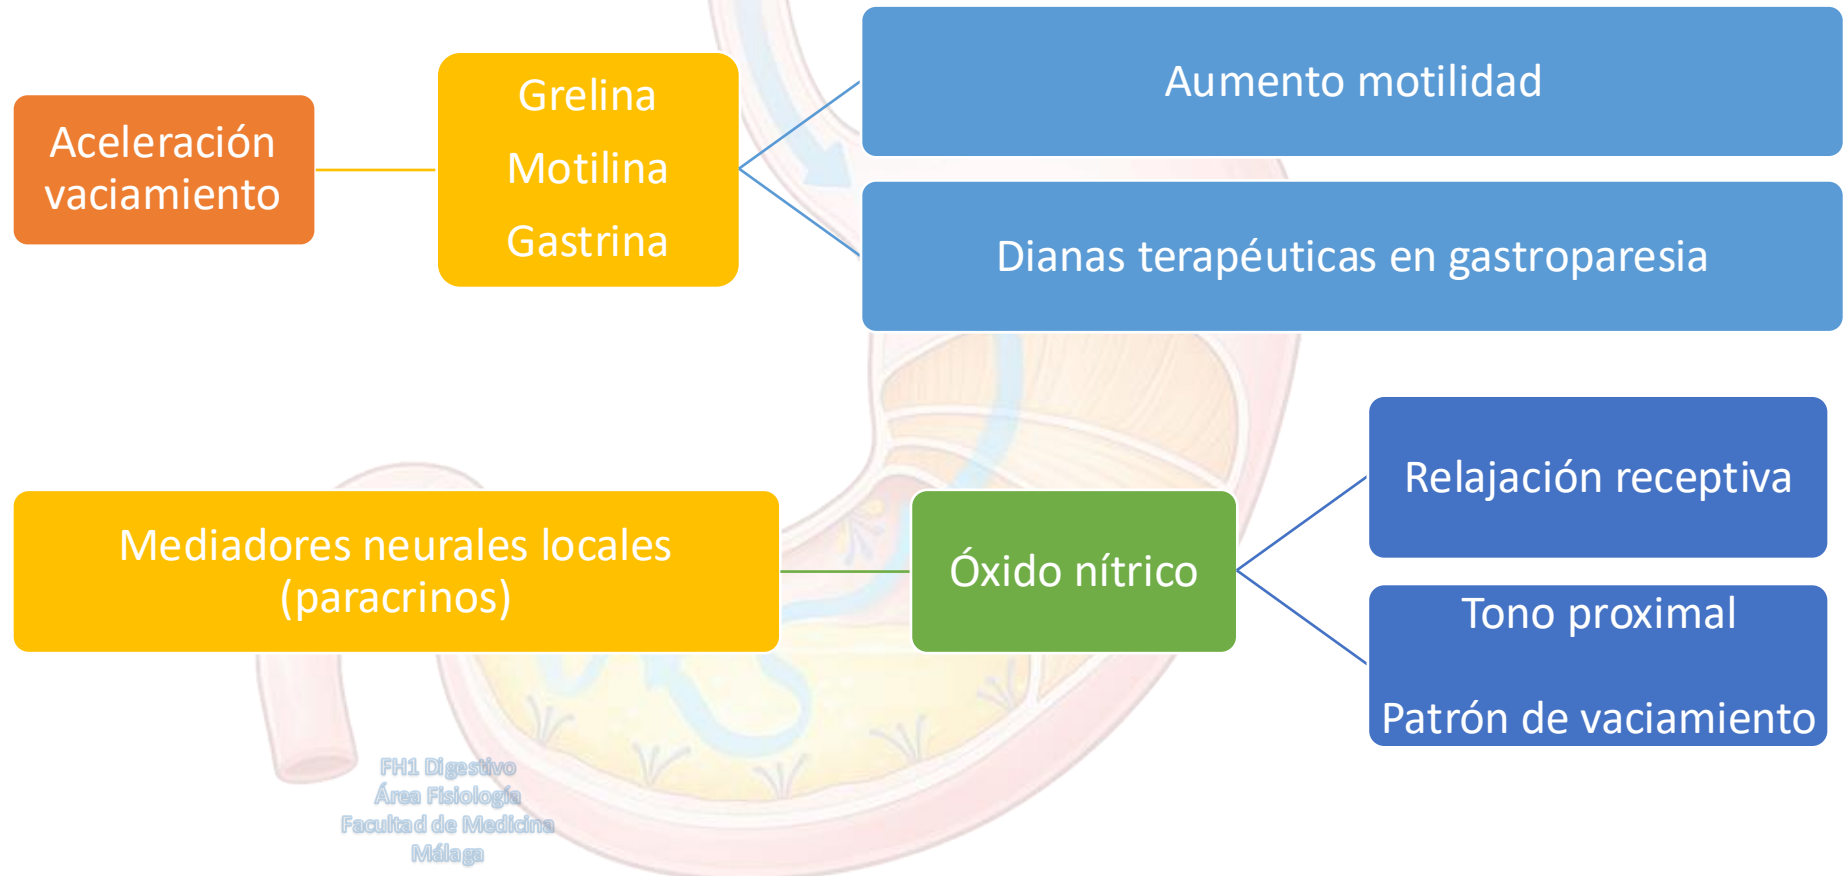 Aceleración
vaciamiento
Grelina
Motilina
Gastrina
Aumento motilidad
Dianas terapéuticas en gastroparesia
Mediadores neurales locales
(paracrinos)
Óxido nítrico
Relajación receptiva
Tono proximal
Patrón de vaciamiento
FH1 Digestivo
Área Fisiología
Facultad de Medicina
Málaga